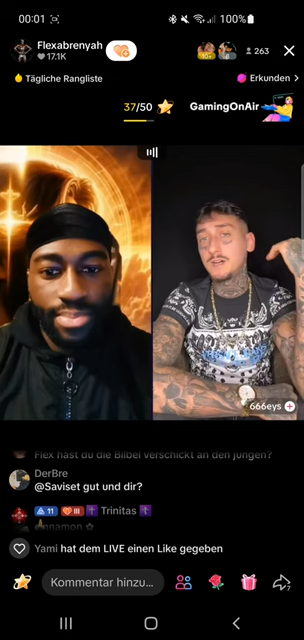 00:01
100%
Flexabrenyah
17.1K
263
Tägliche Rangliste
Erkunden >
37/50
GamingOnAir
666eys
Flex hast du die Bilbel verschickt an den jungen?
DerBre
@Saviset gut und dir?
11 III Trinitas
cinnamon
Yami hat dem LIVE einen Like gegeben
Kommentar hinzu...